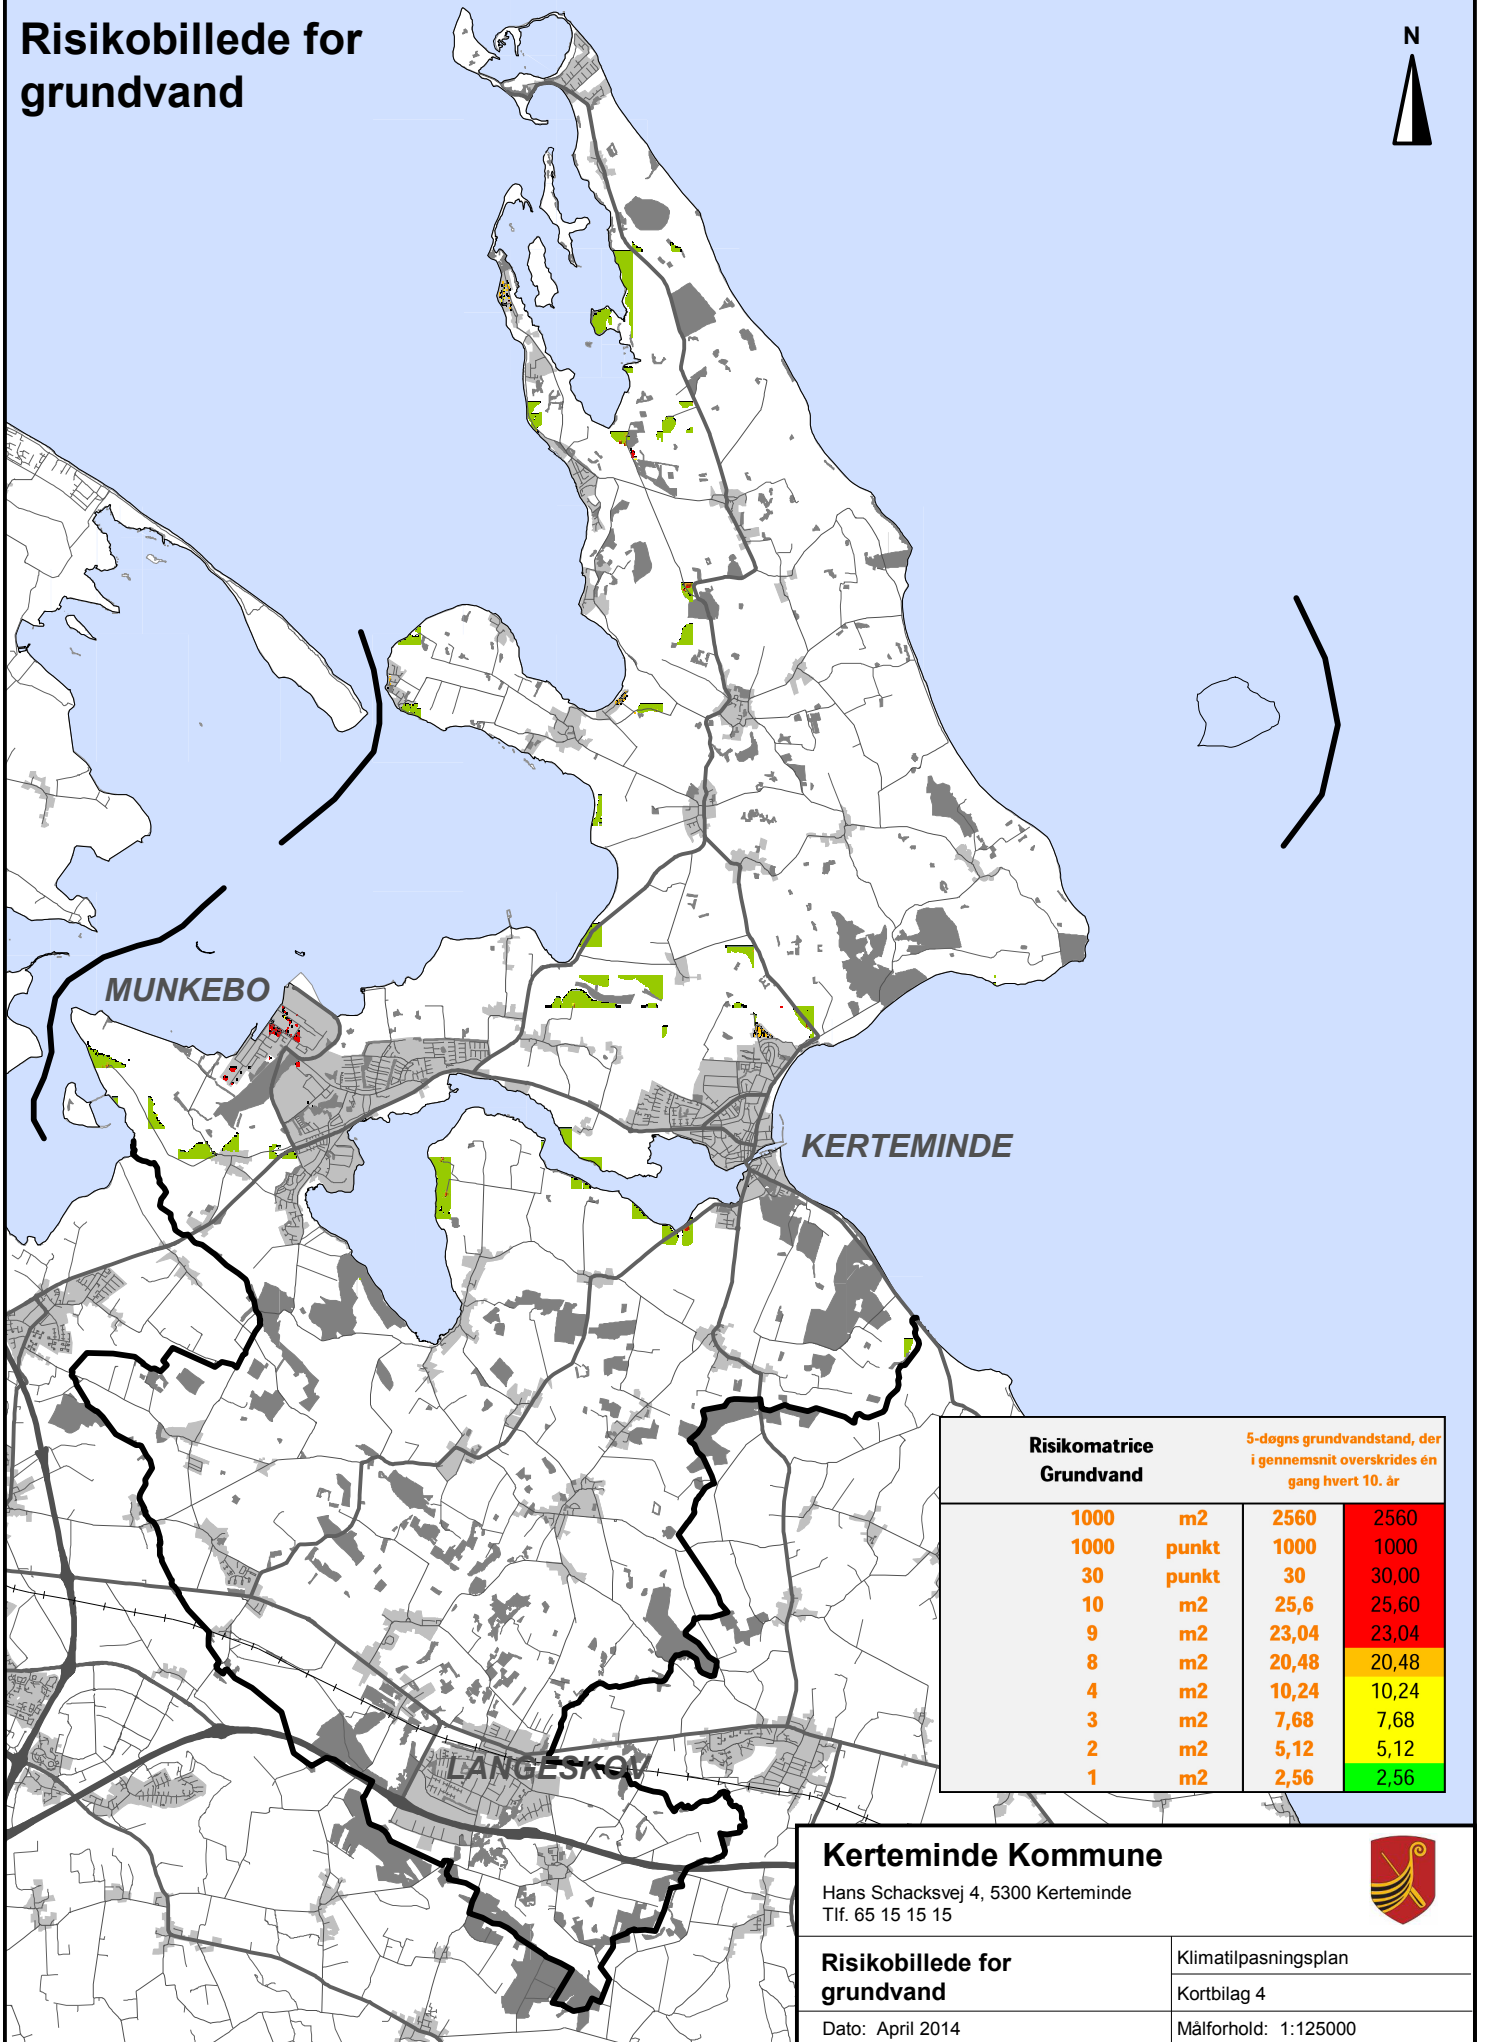 Risikobillede for
grundvand
N
MUNKEBO
KERTEMINDE
LANGESKOV
Risikomatrice
Grundvand
5-døgns grundvandstand, der
i gennemsnit overskrides én
gang hvert 10. år
1000 m2 2560 2560
1000 punkt 1000 1000
30 punkt 30 30,00
10 m2 25,6 25,60
9 m2 23,04 23,04
8 m2 20,48 20,48
4 m2 10,24 10,24
3 m2 7,68 7,68
2 m2 5,12 5,12
1 m2 2,56 2,56
Kerteminde Kommune
Hans Schacksvej 4, 5300 Kerteminde
Tlf. 65 15 15 15
Risikobillede for
grundvand
Klimatilpasningsplan
Kortbilag 4
Dato: April 2014
Målforhold: 1:125000